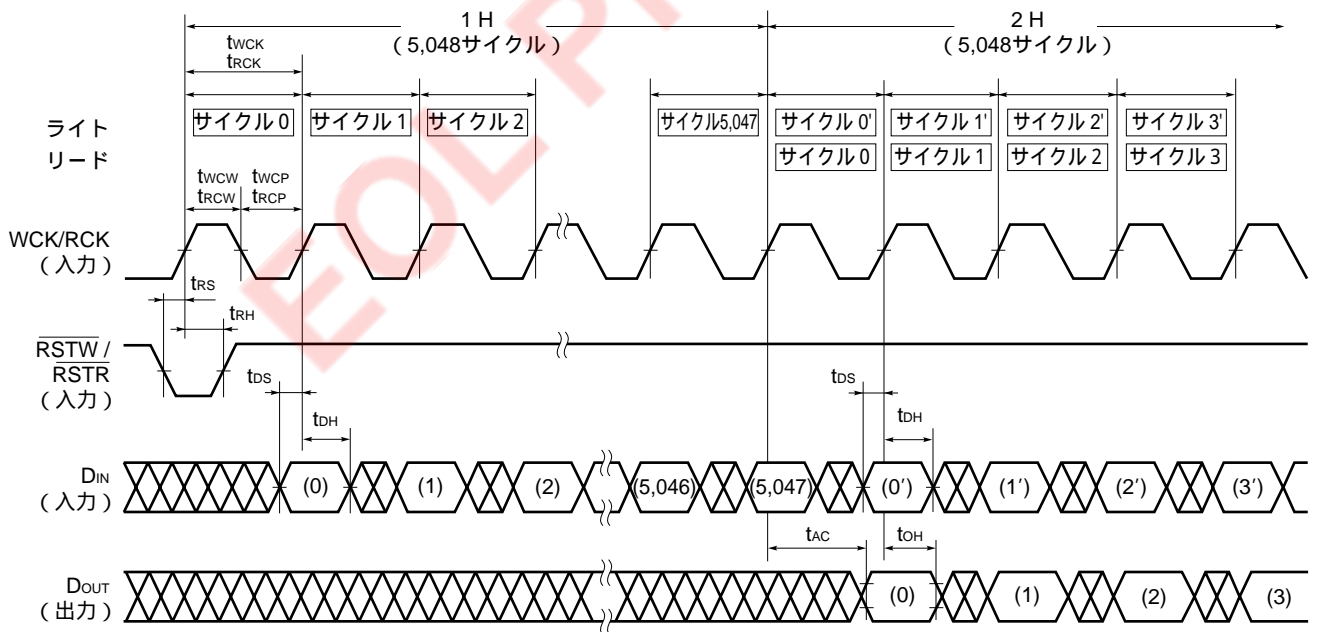 1 H
(5,048サイクル)
2 H
(5,048サイクル)
tWCK
tRCK
ライト
サイクル 0
サイクル 1
サイクル 2
サイクル5,047
サイクル 0'
サイクル 1'
サイクル 2'
サイクル 3'
リード
サイクル 0
サイクル 1
サイクル 2
サイクル 3
tWCW
tRCW
tWCP
tRCP
WCK/RCK
(入力)
tRS
tRH
RSTW /
RSTR
(入力)
tDS
tDH
tDS
tDH
DIN
(入力)
(0)
(1)
(2)
(5,046)
(5,047)
(0')
(1')
(2')
(3')
tAC
tOH
DOUT
(出力)
(0)
(1)
(2)
(3)
EOL